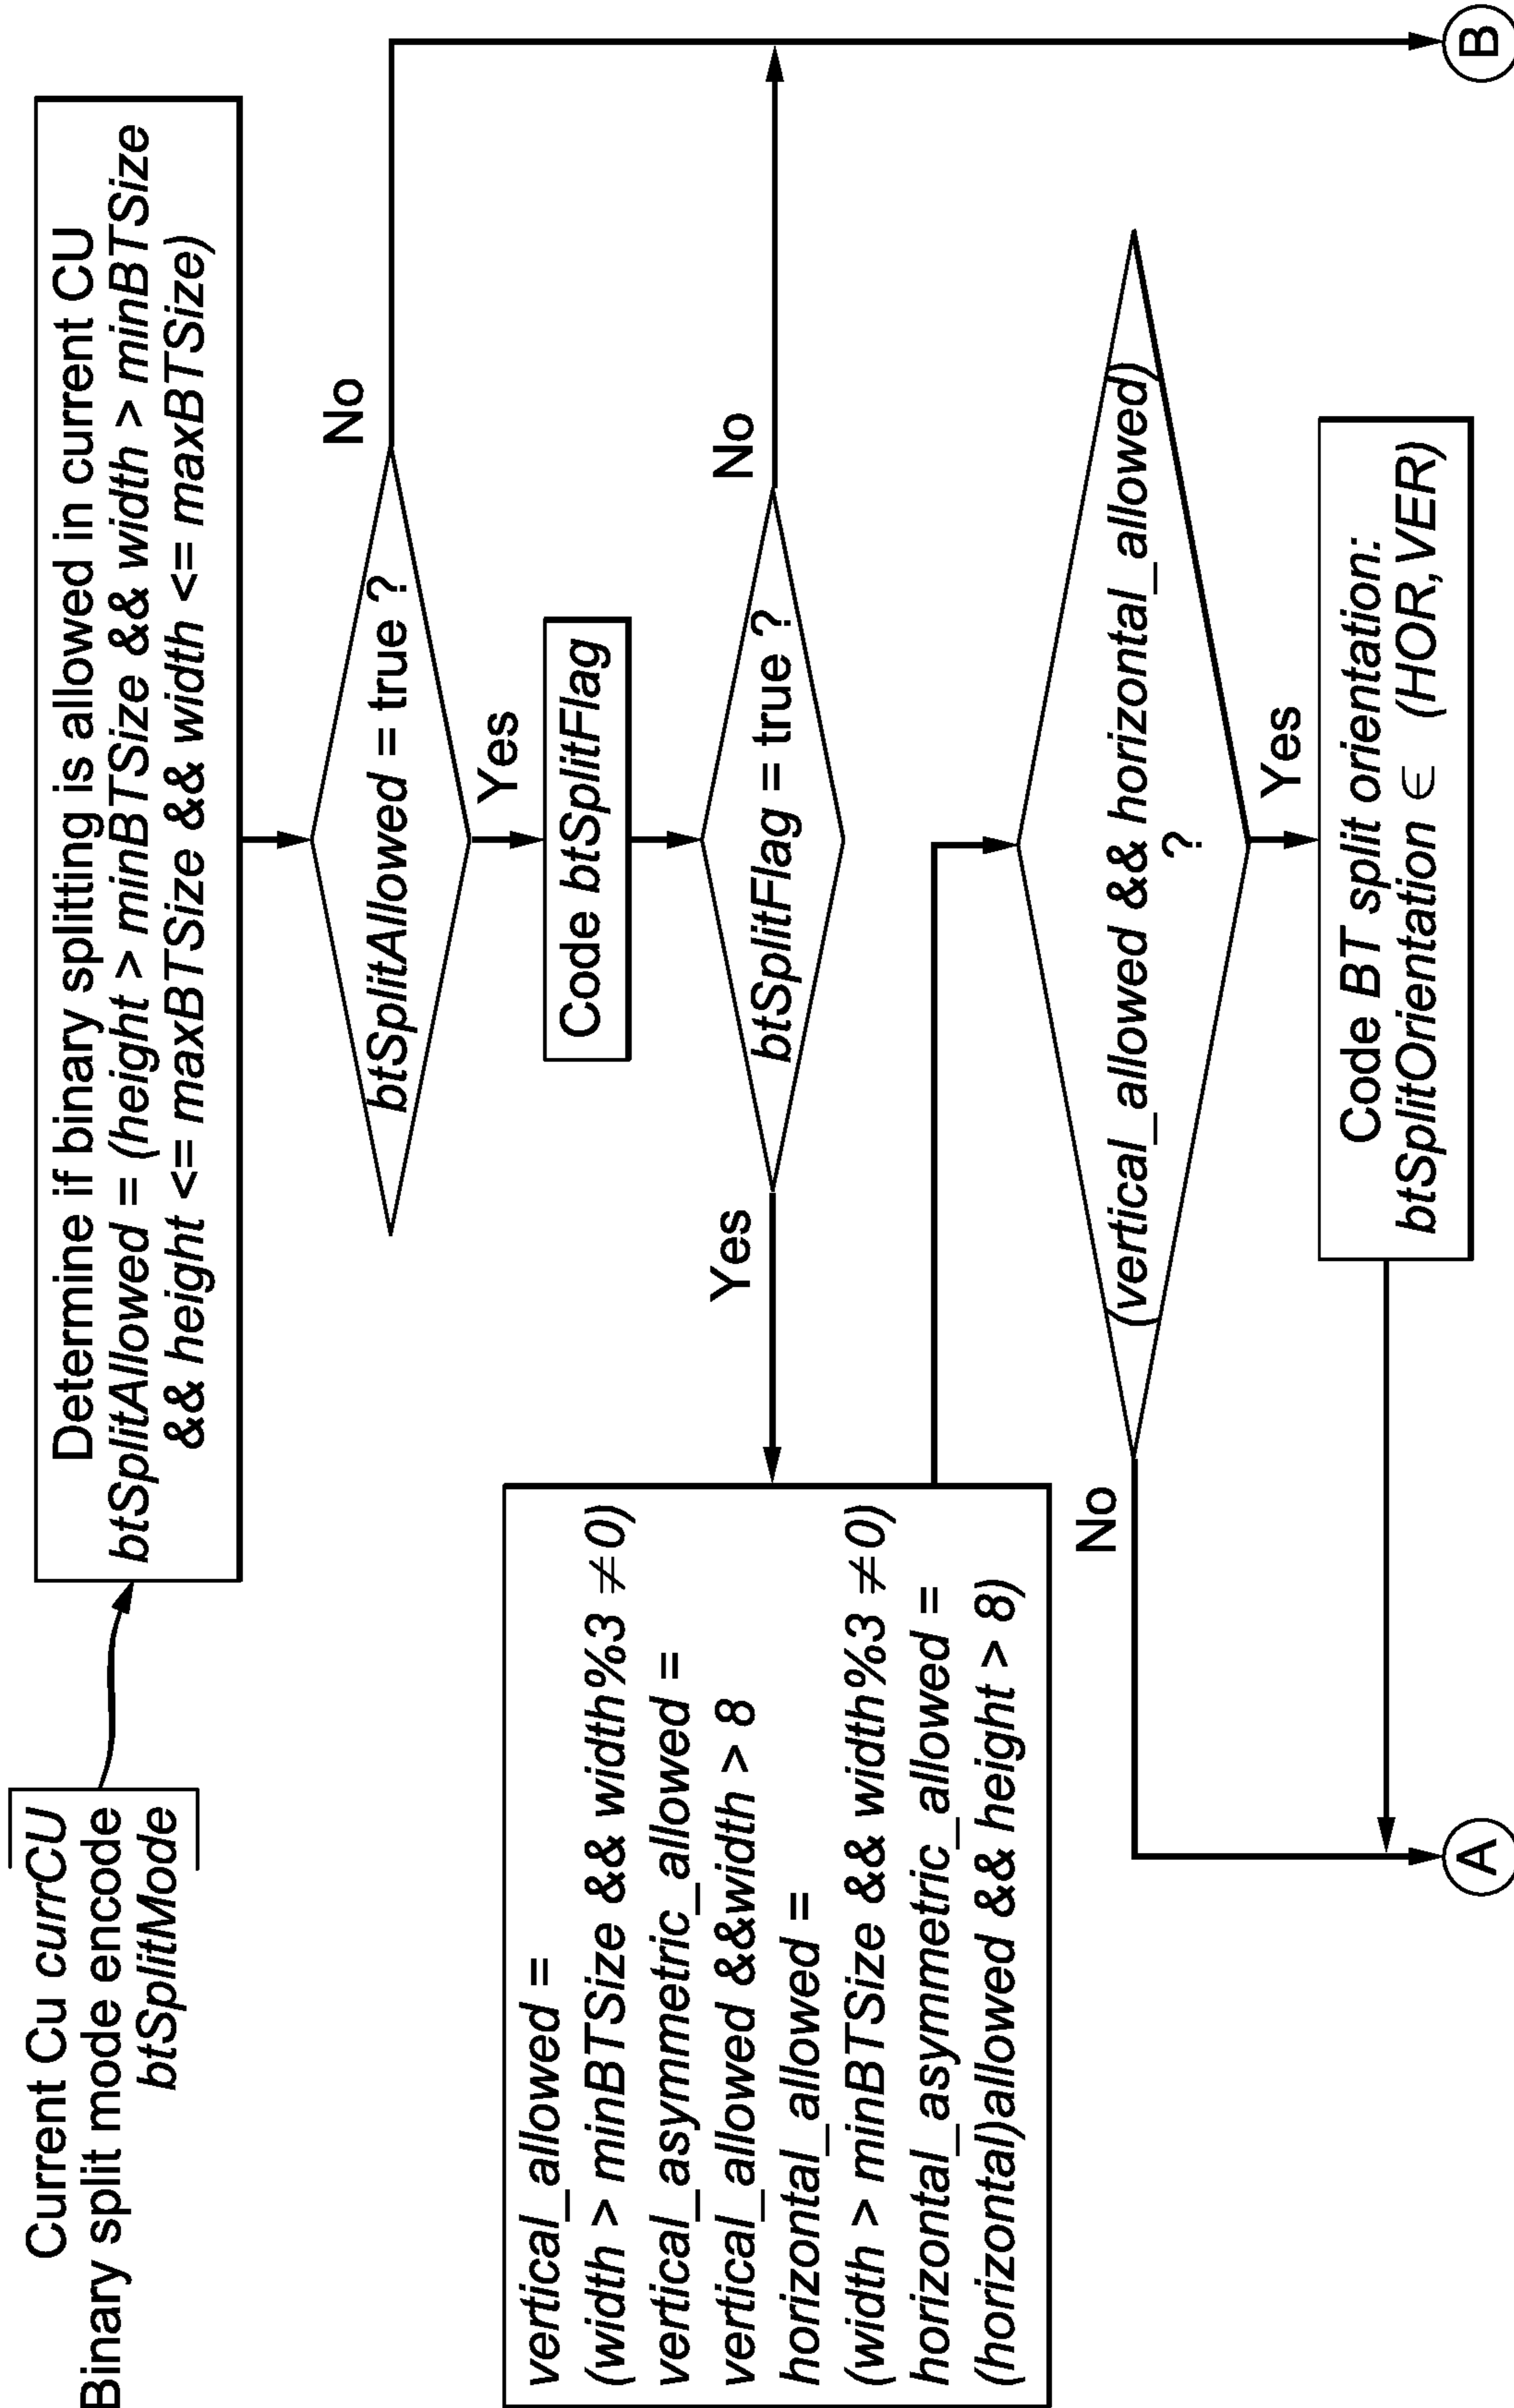 Current Cu currCU
Binary split mode encode
btSplitMode
Determine if binary splitting is allowed in current CU
btSplitAllowed = (height > minBTSize && width > minBTSize
&& height <= maxBTSize && width <= maxBTSize)
btSplitAllowed = true ?
No
Yes
Code btSplitFlag
btSplitFlag = true ?
No
Yes
vertical_allowed =
(width > minBTSize && width%3 ≠0)
vertical_asymmetric_allowed =
vertical_allowed &&width > 8
horizontal_allowed =
(width > minBTSize && width%3 ≠0)
horizontal_asymmetric_allowed =
(horizontal)allowed && height > 8)
(vertical_allowed && horizontal_allowed)
?
No
Yes
Code BT split orientation:
btSplitOrientation ∈ (HOR,VER)
A
B